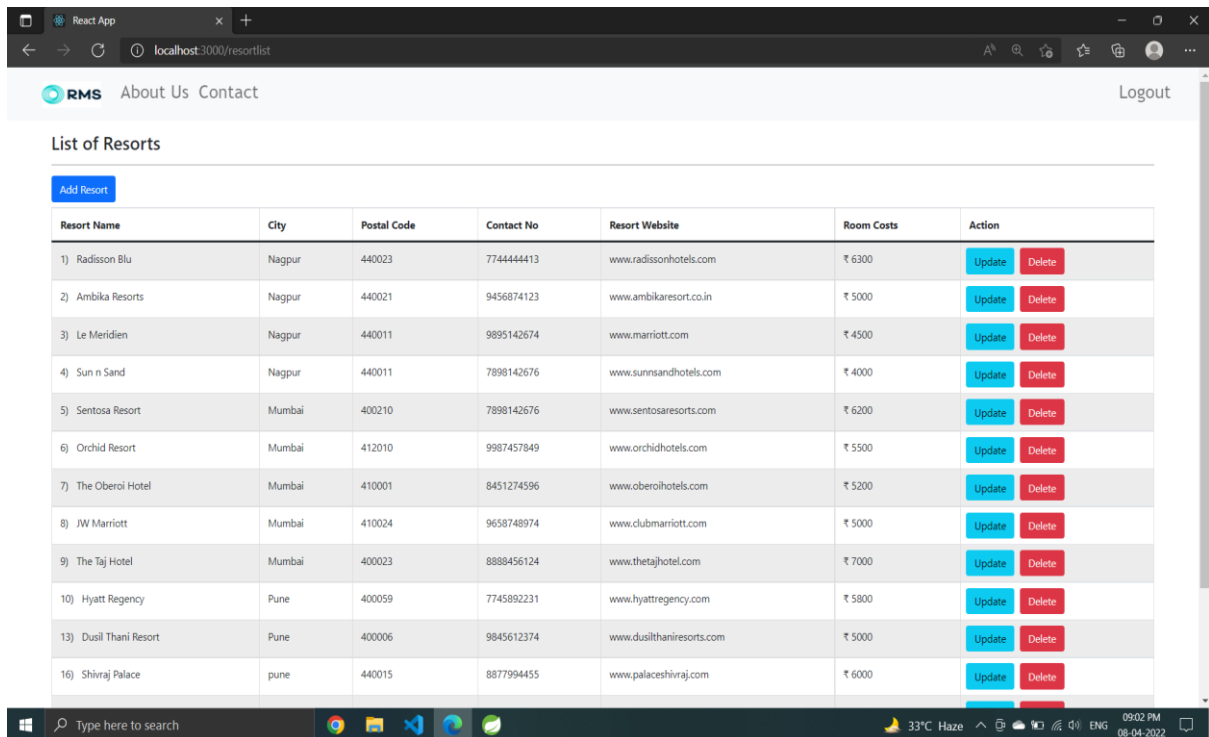 React App
localhost:3000/resortlist
RMS About Us Contact Logout
List of Resorts
Add Resort
Resort Name City Postal Code Contact No Resort Website Room Costs Action
1) Radisson Blu Nagpur 440023 7744444413 www.radissonhotels.com ₹ 6300 Update Delete
2) Ambika Resorts Nagpur 440021 9456874123 www.ambikaresort.co.in ₹ 5000 Update Delete
3) Le Meridien Nagpur 440011 9895142674 www.marriott.com ₹ 4500 Update Delete
4) Sun n Sand Nagpur 440011 7898142676 www.sunnsandhotels.com ₹ 4000 Update Delete
5) Sentosa Resort Mumbai 400210 7898142676 www.sentosaresorts.com ₹ 6200 Update Delete
6) Orchid Resort Mumbai 412010 9987457849 www.orchidhotels.com ₹ 5500 Update Delete
7) The Oberoi Hotel Mumbai 410001 8451274596 www.oberoihotels.com ₹ 5200 Update Delete
8) JW Marriott Mumbai 410024 9658748974 www.clubmarriott.com ₹ 5000 Update Delete
9) The Taj Hotel Mumbai 400023 8888456124 www.thetajhotel.com ₹ 7000 Update Delete
10) Hyatt Regency Pune 400059 7745892231 www.hyattregency.com ₹ 5800 Update Delete
13) Dusil Thani Resort Pune 400006 9845612374 www.dusilthaniresorts.com ₹ 5000 Update Delete
16) Shivraj Palace pune 440015 8877994455 www.palaceshivraj.com ₹ 6000 Update Delete
Type here to search 33°C Haze ENG 09:02 PM
08-04-2022